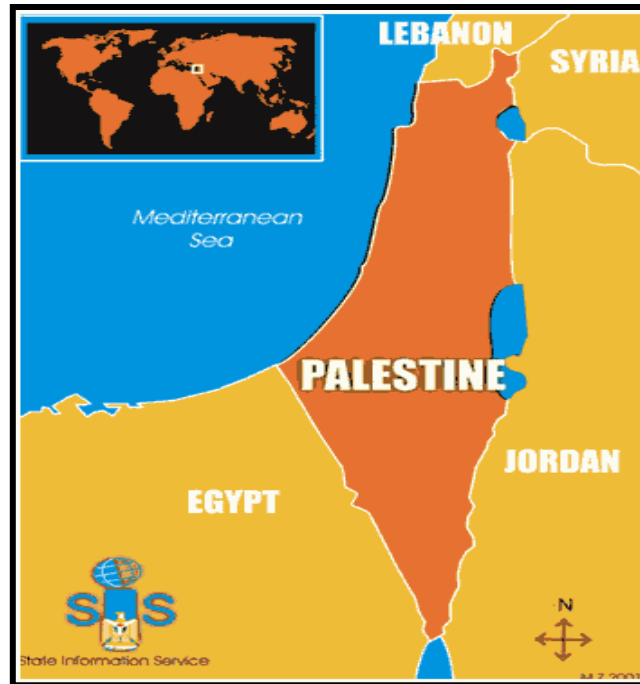 LEBANON
SYRIA
Mediterranean
Sea
PALESTINE
JORDAN
EGYPT
SIS
State Information Service
N